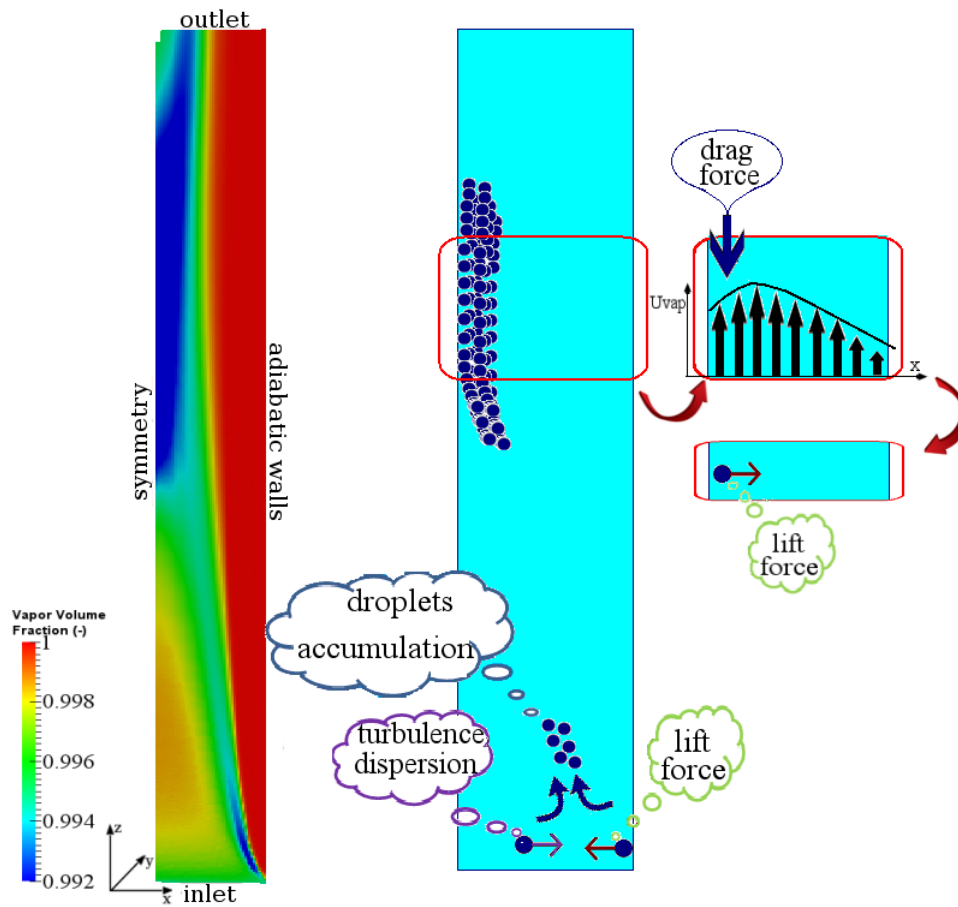 outlet
symmetry
adiabatic walls
Vapor Volume
Fraction (-)
1
0.998
0.996
0.994
0.992
z
y
x
inlet
droplets
accumulation
turbulence
dispersion
lift
force
drag
force
Uvap
x
lift
force